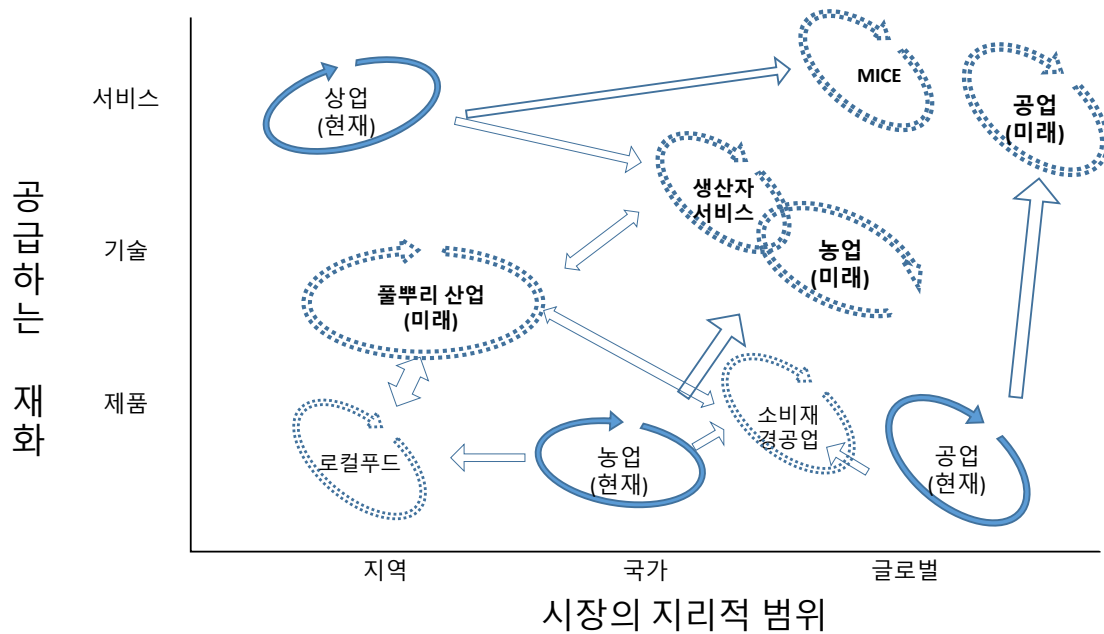 공급하는 재화
서비스
기술
제품
상업
(현재)
MICE
공업
(미래)
생산자
서비스
농업
(미래)
풀뿌리 산업
(미래)
로컬푸드
농업
(현재)
소비재
경공업
공업
(현재)
지역
국가
글로벌
시장의 지리적 범위